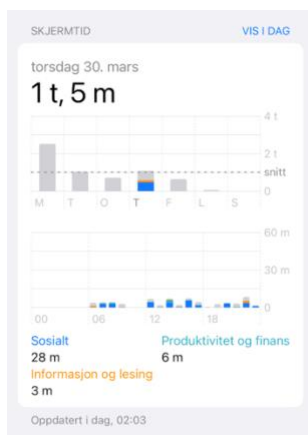 SKJERMTID VIS I DAG
torsdag 30. mars
1 t, 5 m
4 t
2 t
snitt
0
M T O T F L S
60 m
30 m
0
00 06 12 18
Sosialt Produktivitet og finans
28 m 6 m
Informasjon og lesing
3 m
Oppdatert i dag, 02:03